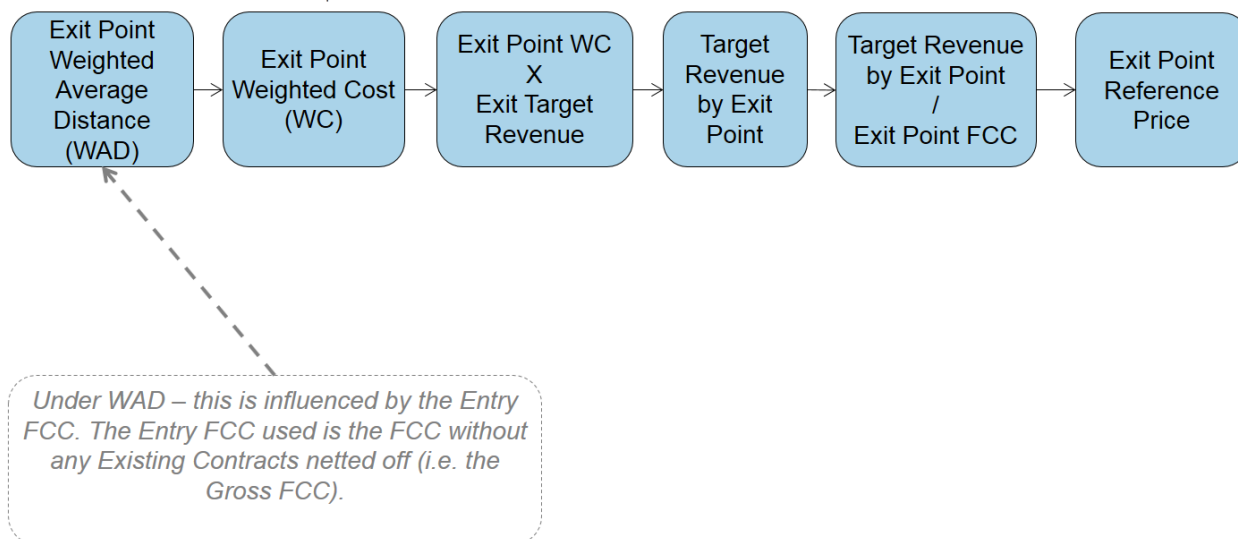 Exit Point
Weighted
Average
Distance
(WAD)
Exit Point
Weighted Cost
(WC)
Exit Point WC
X
Exit Target
Revenue
Target
Revenue
by Exit
Point
Target Revenue
by Exit Point
/
Exit Point FCC
Exit Point
Reference
Price
Under WAD – this is influenced by the Entry
FCC. The Entry FCC used is the FCC without
any Existing Contracts netted off (i.e. the
Gross FCC).